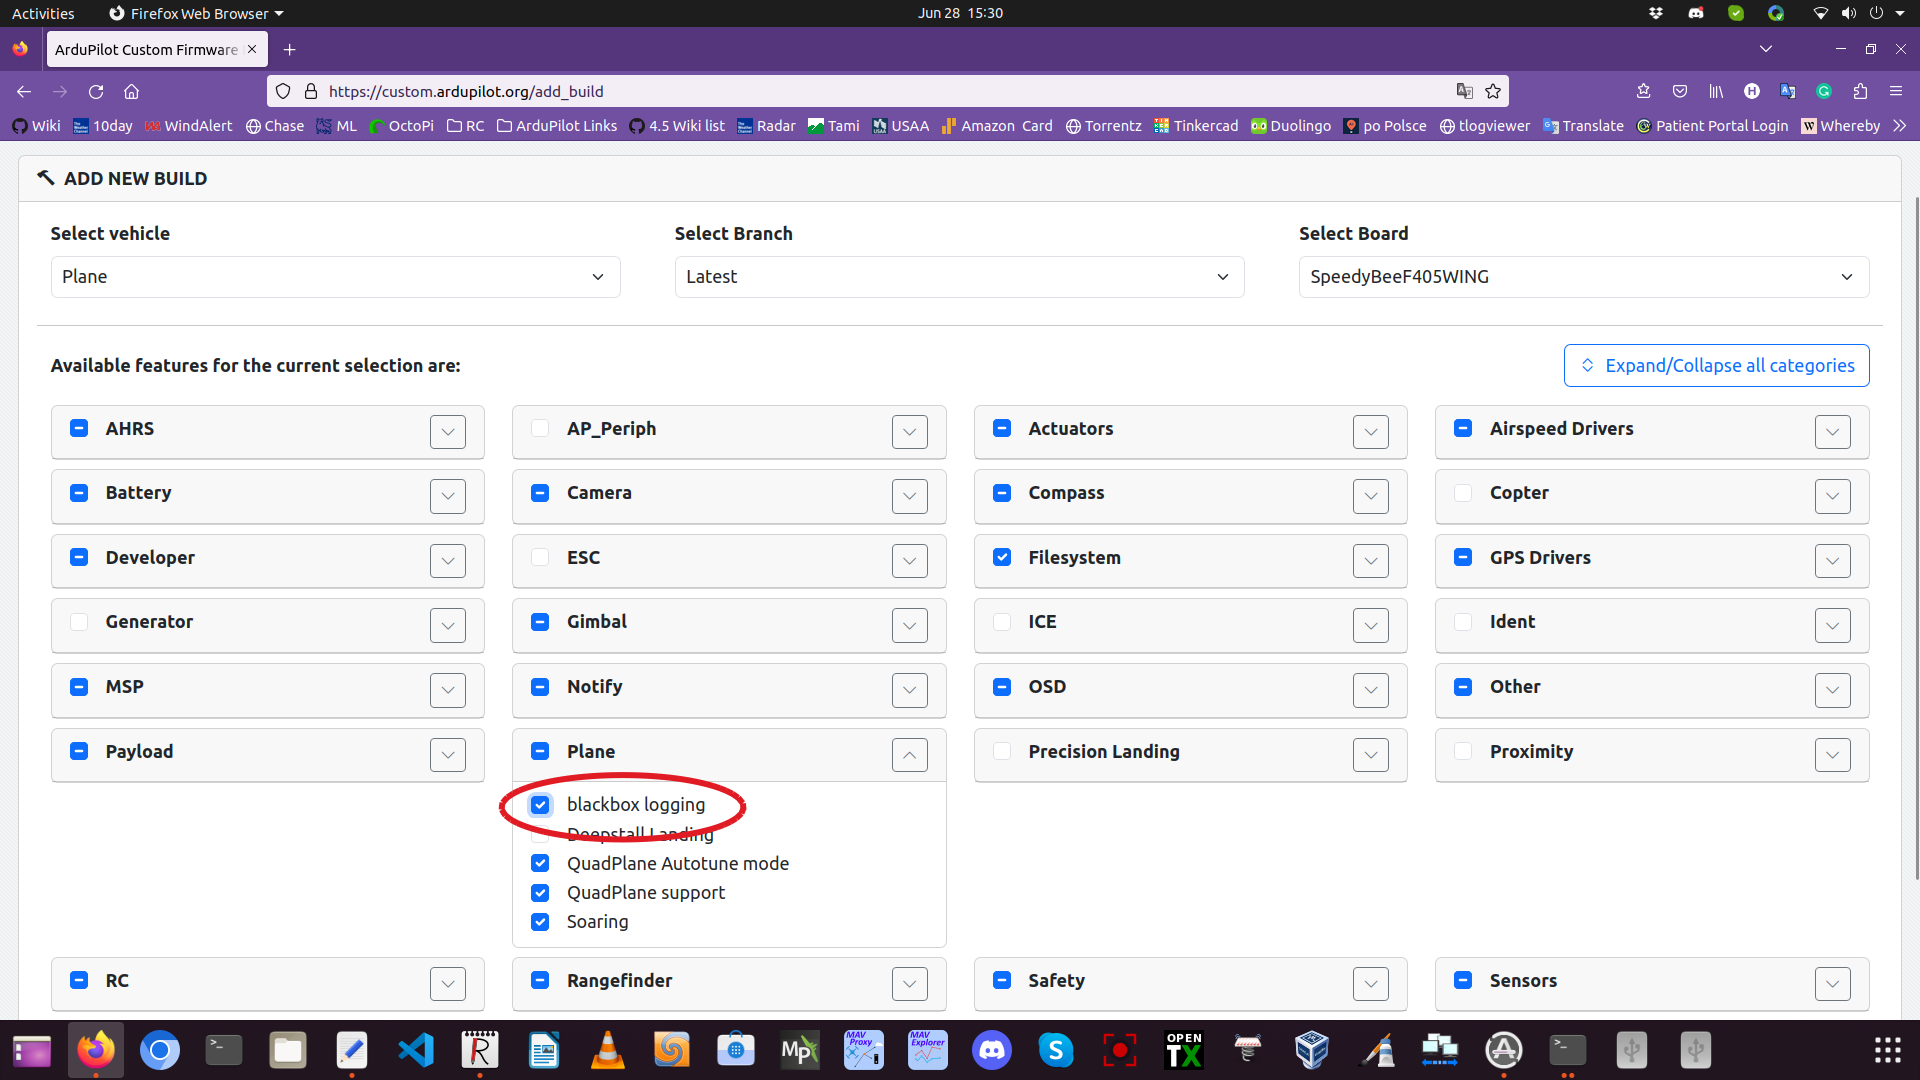 Activities Firefox Web Browser Jun 28 15:30
ArduPilot Custom Firmware
https://custom.ardupilot.org/add_build
Wiki 10day WindAlert Chase ML OctoPi RC ArduPilot Links 4.5 Wiki list Radar Tami USAA Amazon Card Torrentz Tinkercad Duolingo po Polsce tlogviewer Translate Patient Portal Login Whereby
ADD NEW BUILD
Select vehicle Select Branch Select Board
Plane Latest SpeedyBeeF405WING
Available features for the current selection are: Expand/Collapse all categories
AHRS AP_Periph Actuators Airspeed Drivers
Battery Camera Compass Copter
Developer ESC Filesystem GPS Drivers
Generator Gimbal ICE Ident
MSP Notify OSD Other
Payload Plane Precision Landing Proximity
blackbox logging
Deepstall Landing
QuadPlane Autotune mode
QuadPlane support
Soaring
RC Rangefinder Safety Sensors
MP MAV Proxy MAV Explorer OPEN TX